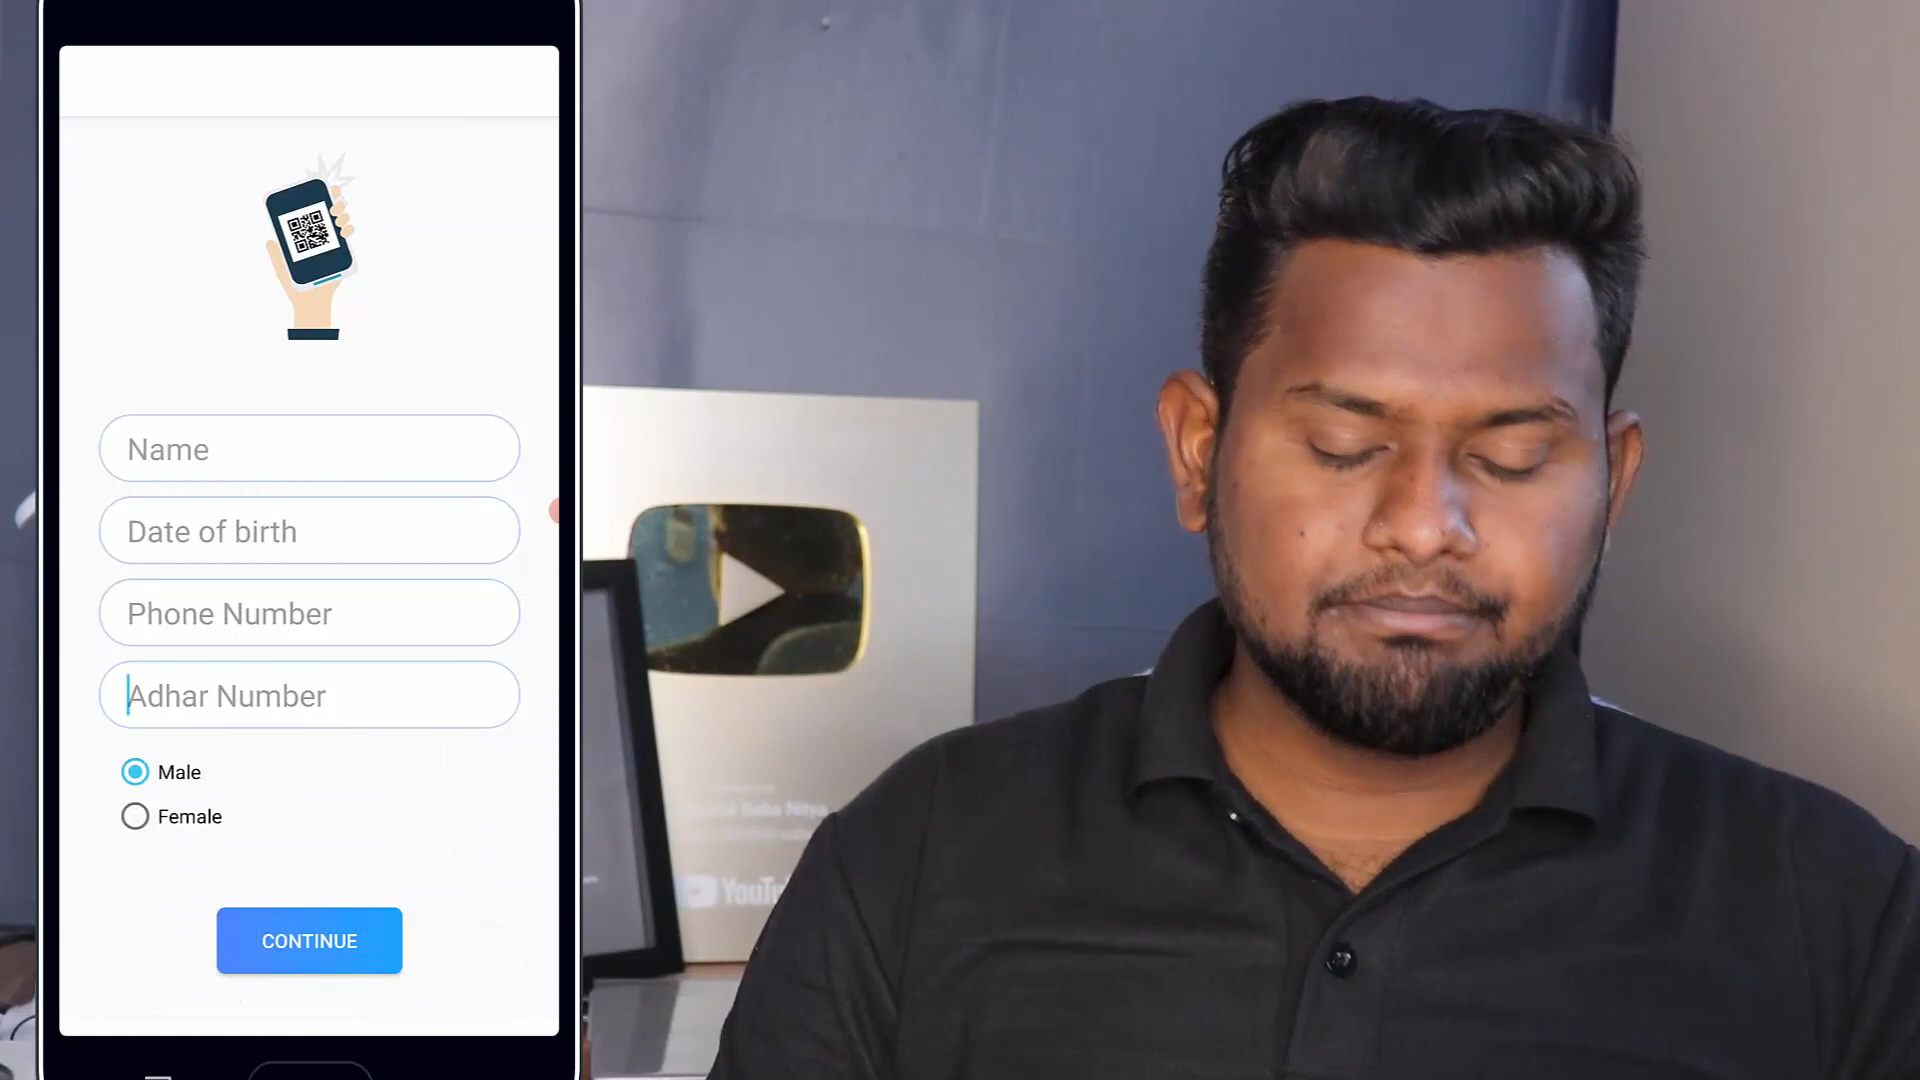 Name
Date of birth
Phone Number
Adhar Number
Male
Female
CONTINUE
YouTu